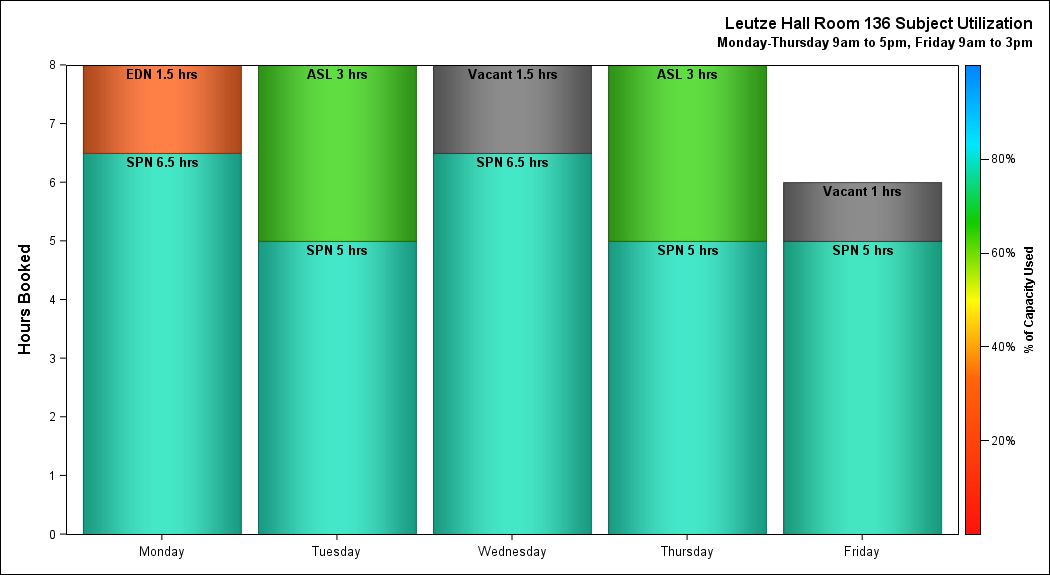 Leutze Hall Room 136 Subject Utilization
Monday-Thursday 9am to 5pm, Friday 9am to 3pm
Hours Booked
8
7
6
5
4
3
2
1
0
EDN 1.5 hrs
SPN 6.5 hrs
ASL 3 hrs
SPN 5 hrs
Vacant 1.5 hrs
SPN 6.5 hrs
ASL 3 hrs
SPN 5 hrs
Vacant 1 hrs
SPN 5 hrs
Monday
Tuesday
Wednesday
Thursday
Friday
80%
60%
40%
20%
% of Capacity Used